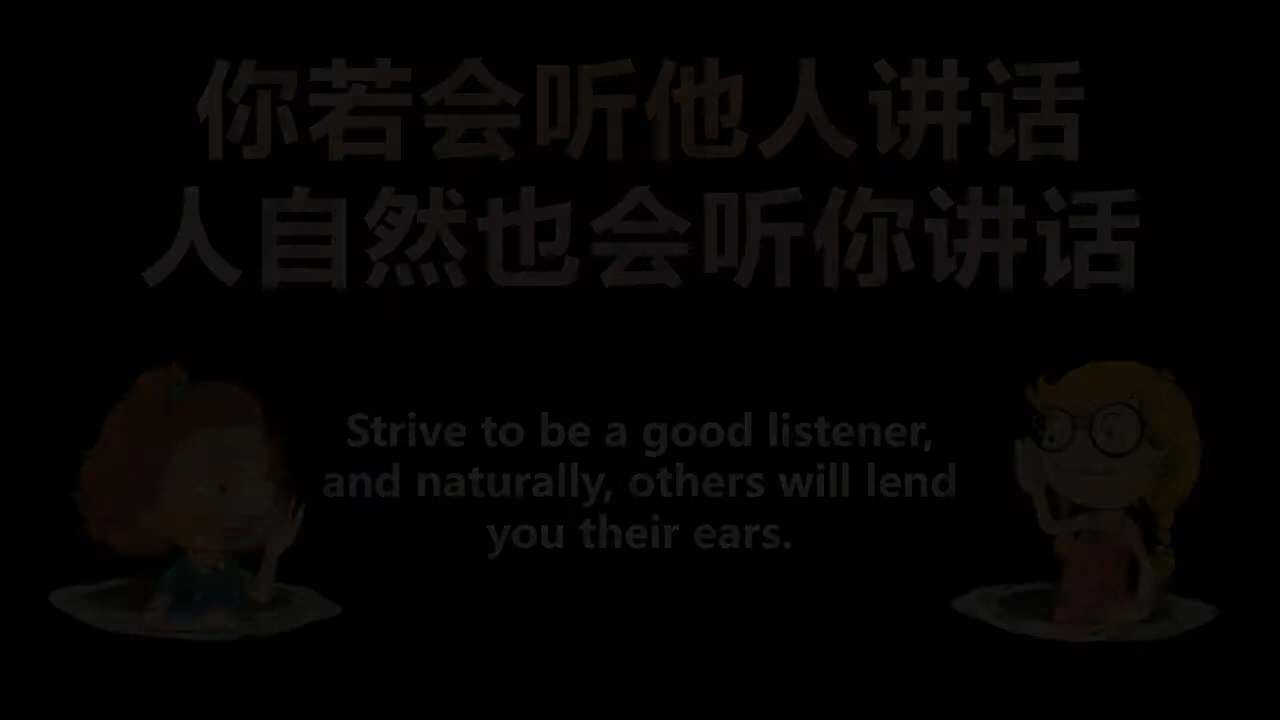 你若会听他人讲话
人自然也会听你讲话
Strive to be a good listener,
and naturally, others will lend
you their ears.